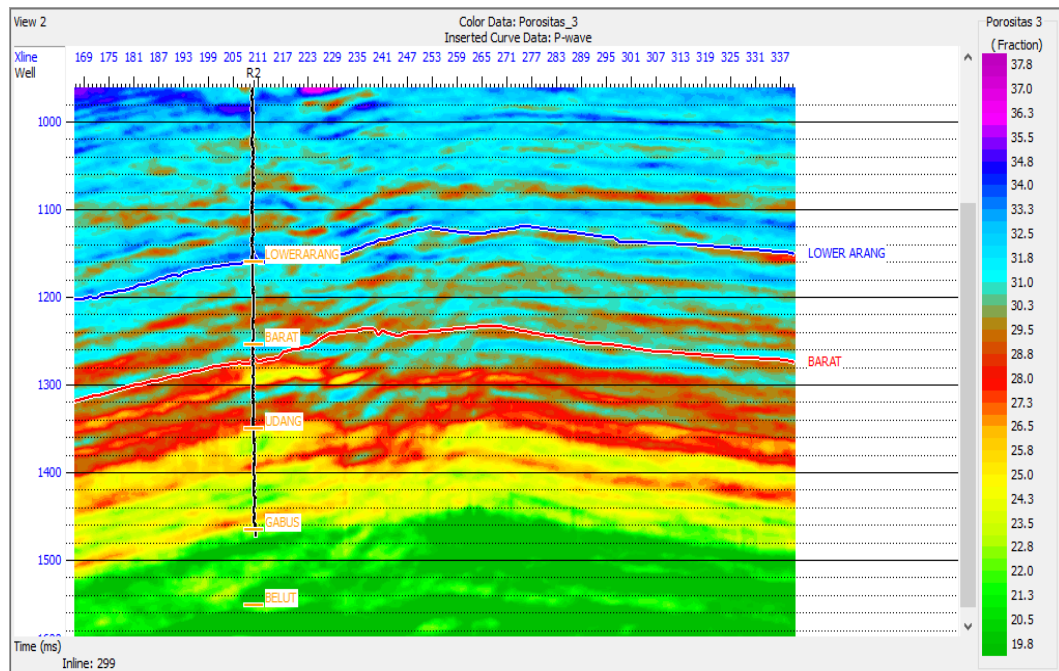 View 2
Color Data: Porositas_3
Inserted Curve Data: P-wave
Porositas 3
( Fraction)
Xline 169 175 181 187 193 199 205 211 217 223 229 235 241 247 253 259 265 271 277 283 289 295 301 307 313 319 325 331 337
Well R2
1000
1100
LOWERARANG
LOWER ARANG
1200
BARAT
BARAT
1300
UDANG
1400
GABUS
1500
BELUT
Time (ms)
Inline: 299
37.8
37.0
36.3
35.5
34.8
34.0
33.3
32.5
31.8
31.0
30.3
29.5
28.8
28.0
27.3
26.5
25.8
25.0
24.3
23.5
22.8
22.0
21.3
20.5
19.8